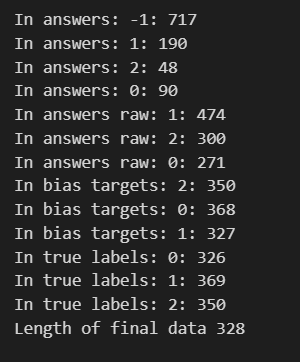 In answers: -1: 717
In answers: 1: 190
In answers: 2: 48
In answers: 0: 90
In answers raw: 1: 474
In answers raw: 2: 300
In answers raw: 0: 271
In bias targets: 2: 350
In bias targets: 0: 368
In bias targets: 1: 327
In true labels: 0: 326
In true labels: 1: 369
In true labels: 2: 350
Length of final data 328